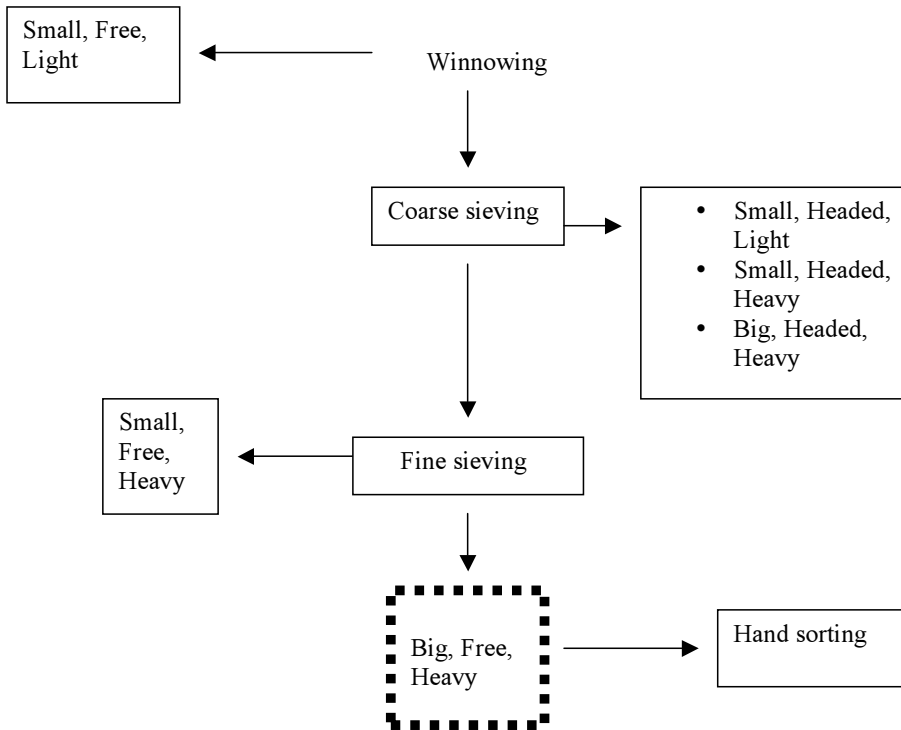 Small, Free,
Light
Winnowing
Coarse sieving
• Small, Headed,
Light
• Small, Headed,
Heavy
• Big, Headed,
Heavy
Small,
Free,
Heavy
Fine sieving
Big, Free,
Heavy
Hand sorting